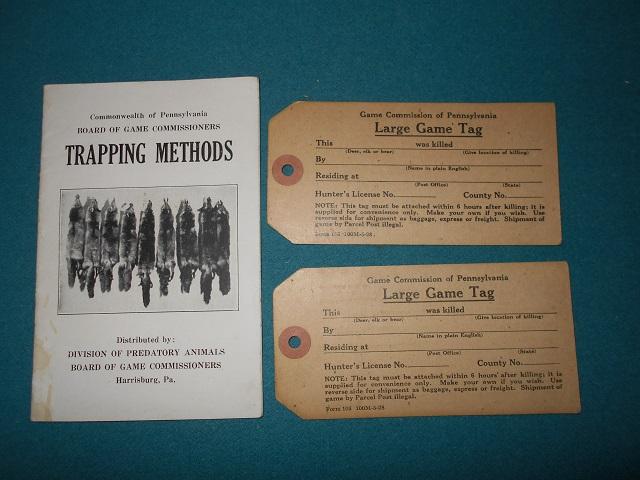 Commonwealth of Pennsylvania
BOARD OF GAME COMMISSIONERS
TRAPPING METHODS
Distributed by:
DIVISION OF PREDATORY ANIMALS
BOARD OF GAME COMMISSIONERS
Harrisburg, Pa.
Game Commission of Pennsylvania
Large Game Tag
This was killed
(Deer, elk or bear) (Give location of killing)
By
(Name in plain English)
Residing at
(Post Office) (State)
Hunter's License No. County No.
NOTE: This tag must be attached within 6 hours after killing; it is
supplied for convenience only. Make your own if you wish. Use
reverse side for shipment as baggage, express or freight. Shipment of
game by Parcel Post illegal.
Form 103 100M-5-28.
Game Commission of Pennsylvania
Large Game Tag
This was killed
(Deer, elk or bear) (Give location of killing)
By
(Name in plain English)
Residing at
(Post Office) (State)
Hunter's License No. County No.
NOTE: This tag must be attached within 6 hours after killing; it is
supplied for convenience only. Make your own if you wish. Use
reverse side for shipment as baggage, express or freight. Shipment of
game by Parcel Post illegal.
Form 103 100M-5-28